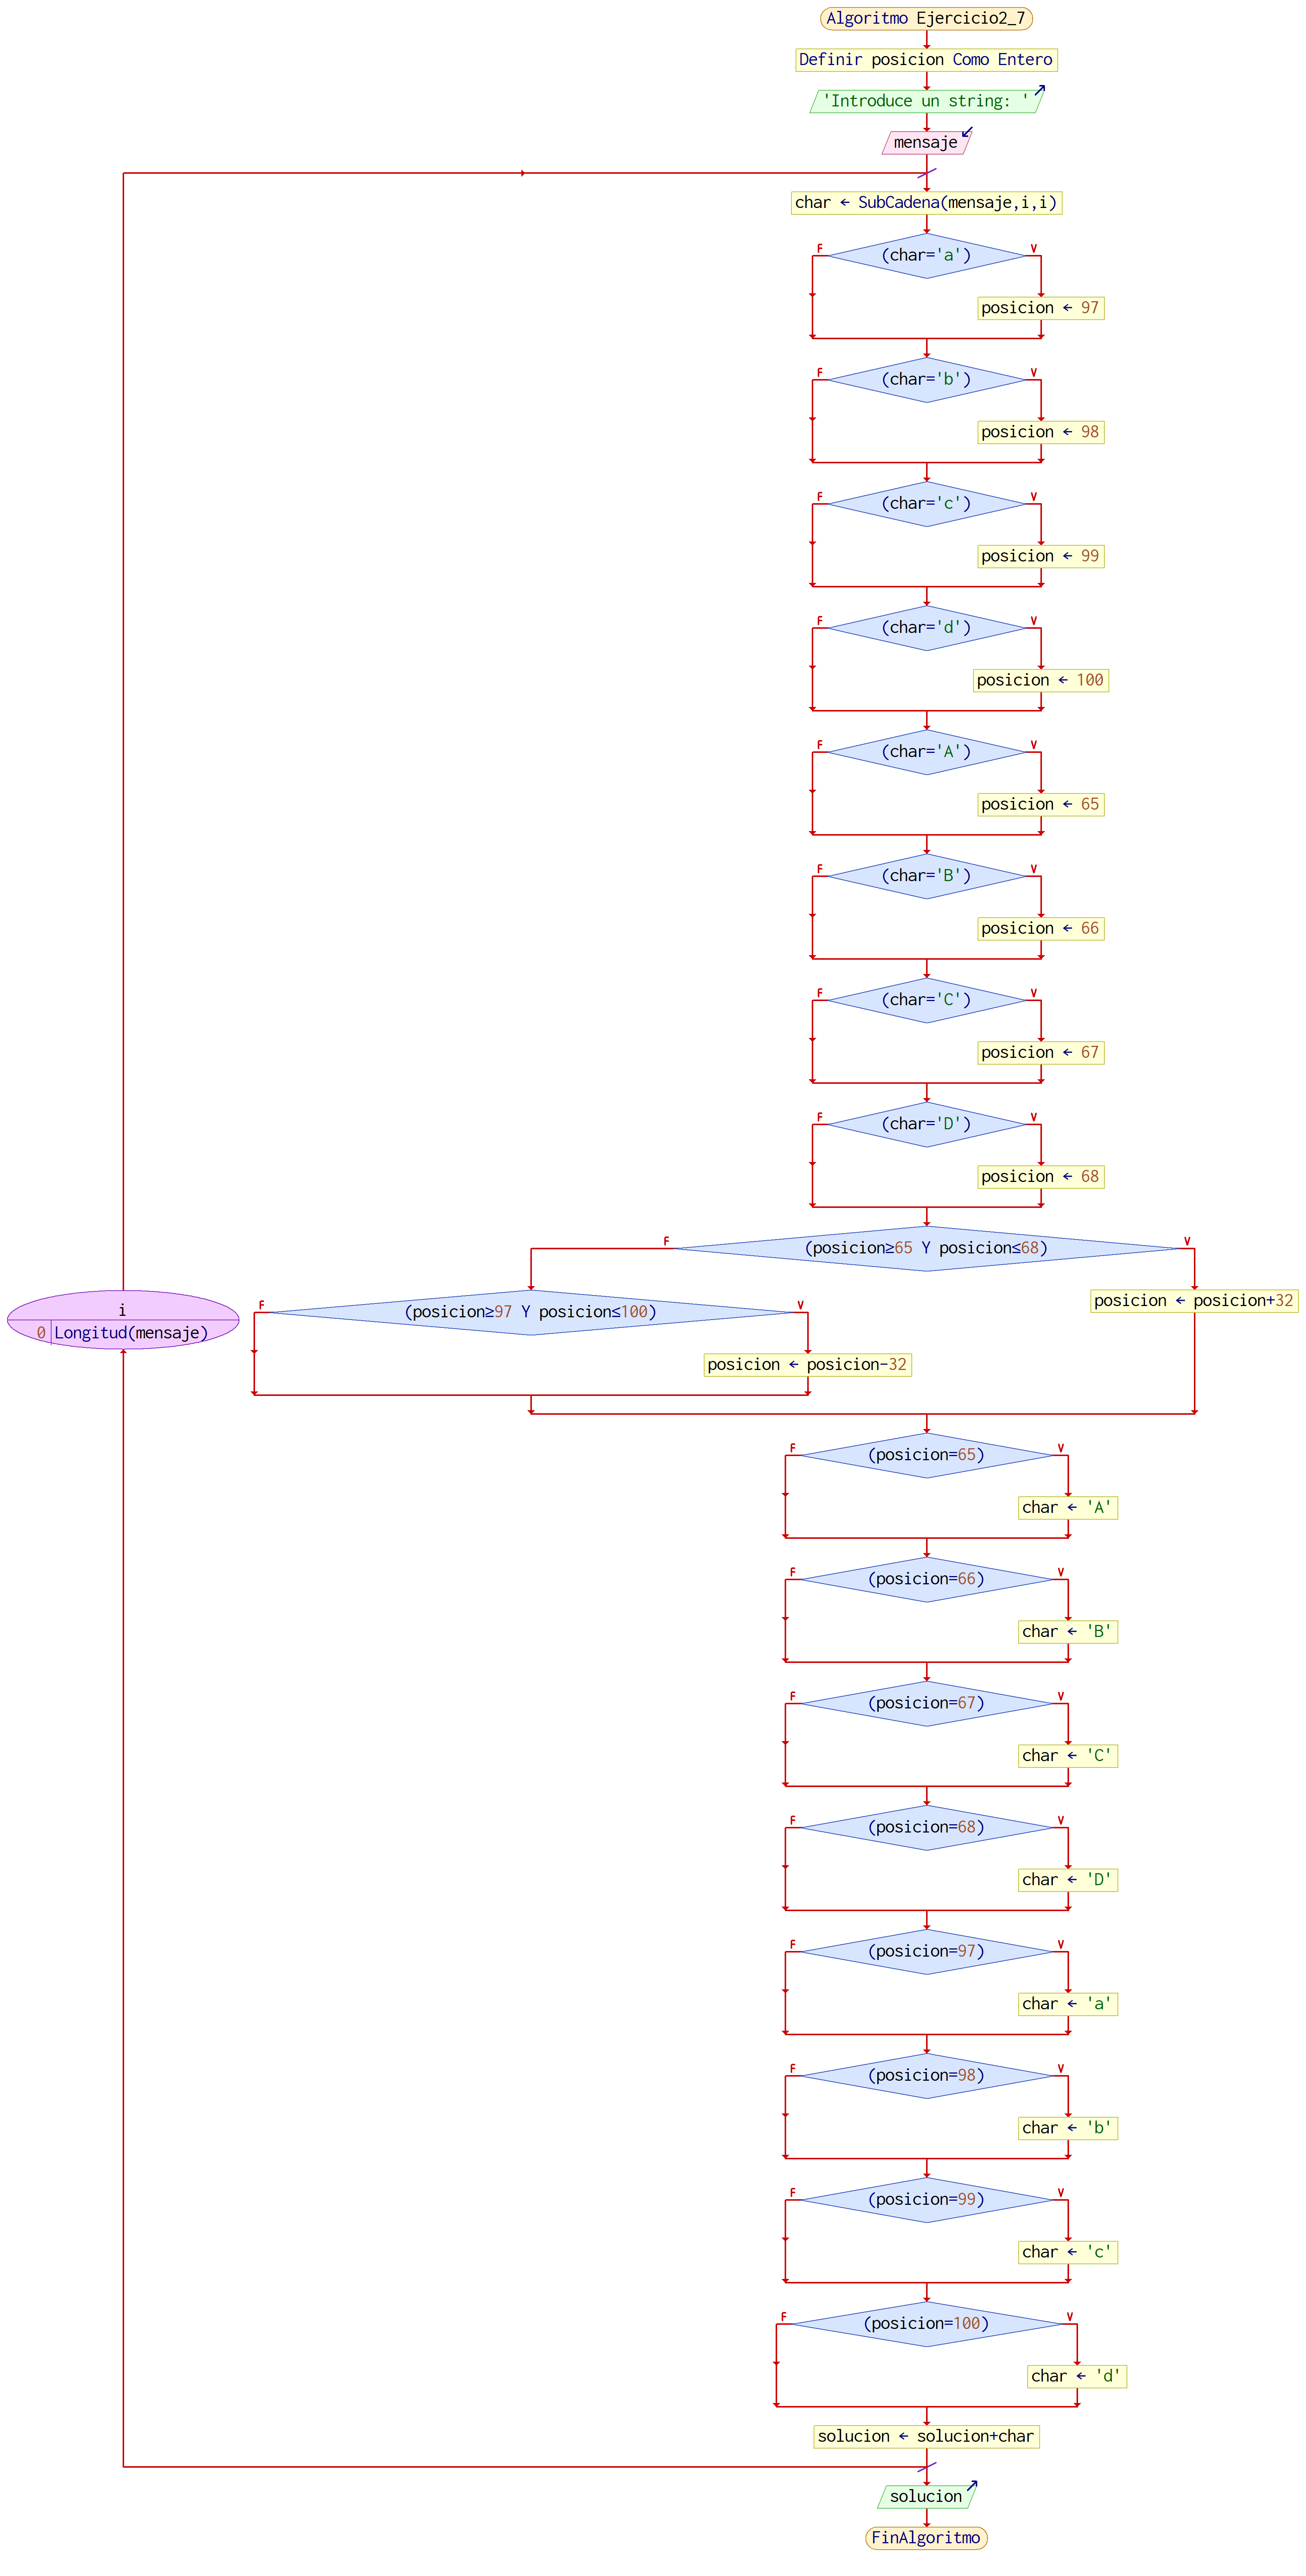 Algoritmo Ejercicio2_7
Definir posicion Como Entero
'Introduce un string: '
mensaje
char ← SubCadena(mensaje,i,i)
F (char='a') V
posicion ← 97
F (char='b') V
posicion ← 98
F (char='c') V
posicion ← 99
F (char='d') V
posicion ← 100
F (char='A') V
posicion ← 65
F (char='B') V
posicion ← 66
F (char='C') V
posicion ← 67
F (char='D') V
posicion ← 68
F (posicion≥65 Y posicion≤68) V
posicion ← posicion+32
i
0 Longitud(mensaje)
F (posicion≥97 Y posicion≤100) V
posicion ← posicion-32
F (posicion=65) V
char ← 'A'
F (posicion=66) V
char ← 'B'
F (posicion=67) V
char ← 'C'
F (posicion=68) V
char ← 'D'
F (posicion=97) V
char ← 'a'
F (posicion=98) V
char ← 'b'
F (posicion=99) V
char ← 'c'
F (posicion=100) V
char ← 'd'
solucion ← solucion+char
solucion
FinAlgoritmo